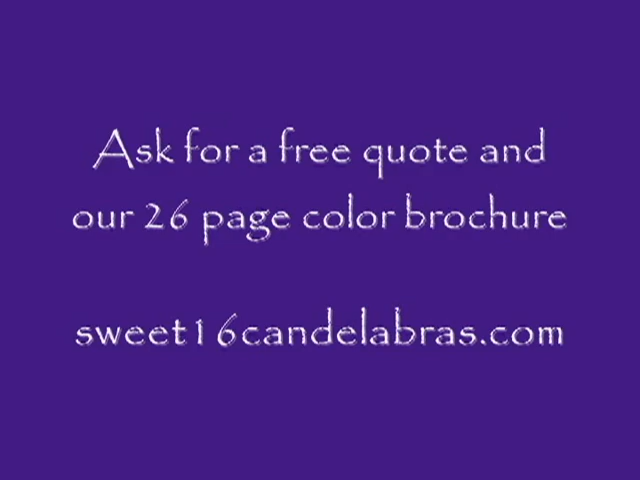 Ask for a free quote and
our 26 page color brochure
sweet16candelabras.com